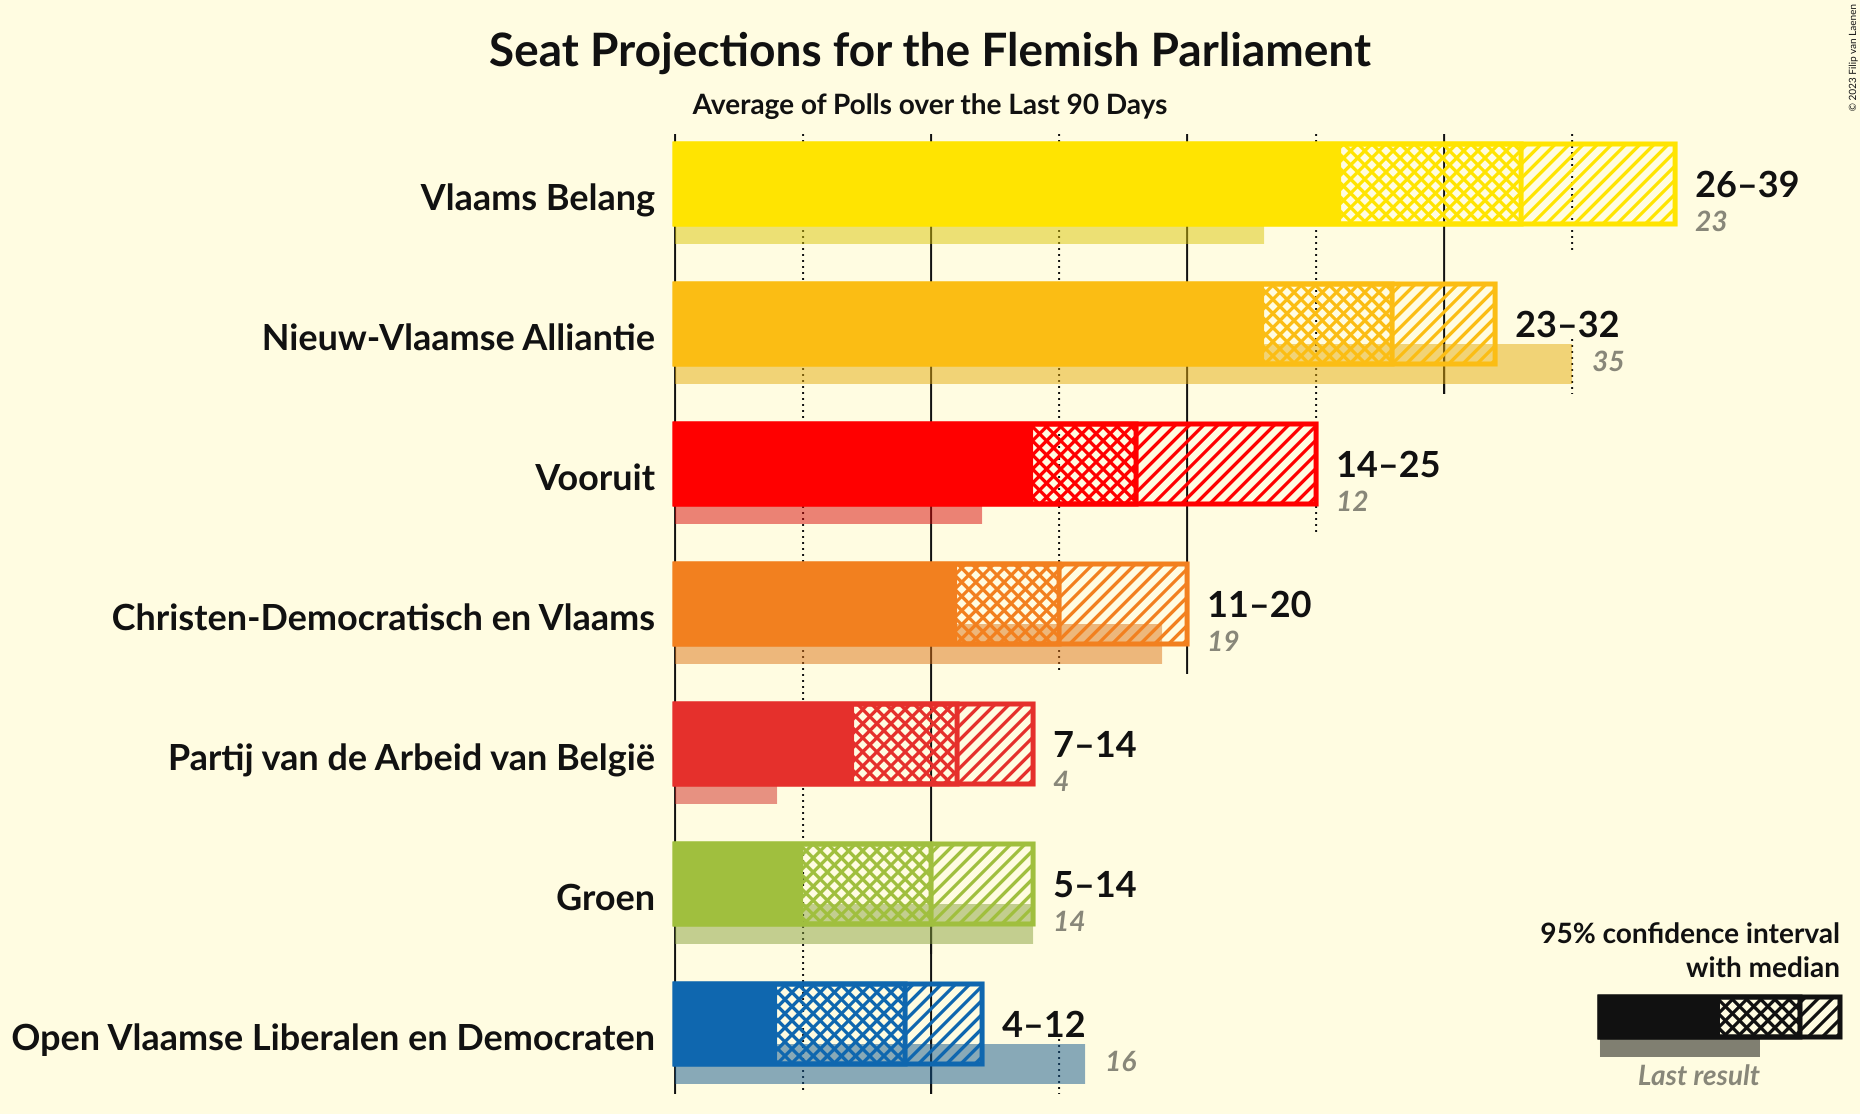 Seat Projections for the Flemish Parliament
Average of Polls over the Last 90 Days
© 2023 Filip van Laenen
Vlaams Belang
26–39
23
Nieuw-Vlaamse Alliantie
23–32
35
Vooruit
14–25
12
Christen-Democratisch en Vlaams
11–20
19
Partij van de Arbeid van België
7–14
4
Groen
5–14
14
Open Vlaamse Liberalen en Democraten
4–12
16
95% confidence interval
with median
Last result